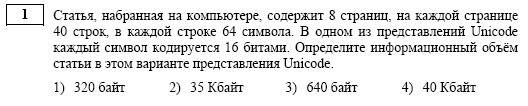 1
Статья, набранная на компьютере, содержит 8 страниц, на каждой странице
40 строк, в каждой строке 64 символа. В одном из представлений Unicode
каждый символ кодируется 16 битами. Определите информационный объём
статьи в этом варианте представления Unicode.
1) 320 байт 2) 35 Кбайт 3) 640 байт 4) 40 Кбайт